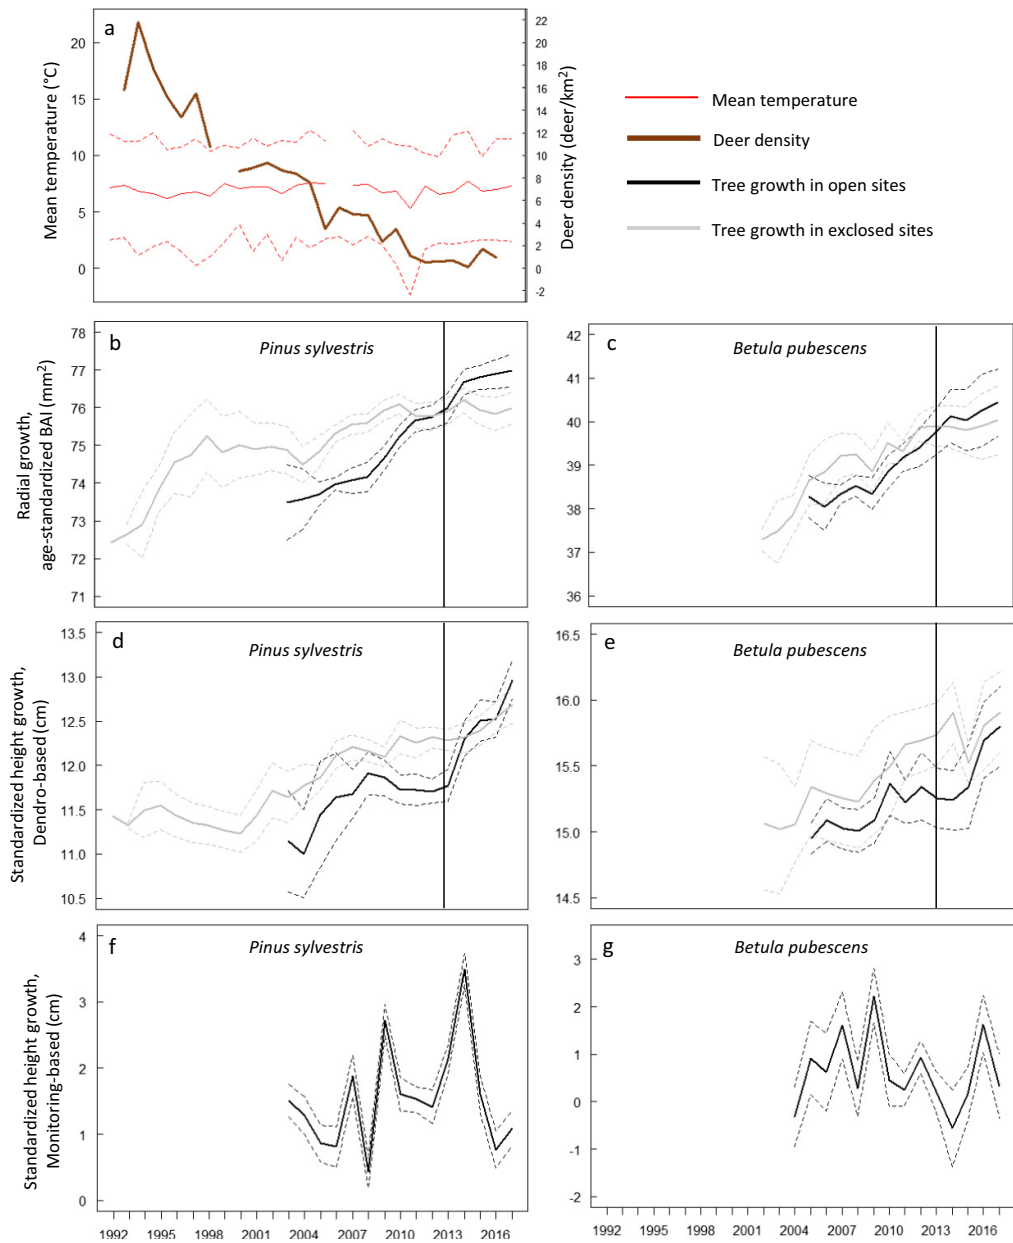 a
Mean temperature (°C)
20
15
10
5
0
Deer density (deer/km²)
22
20
18
16
14
12
10
8
6
4
2
0
-2
Mean temperature
Deer density
Tree growth in open sites
Tree growth in exclosed sites
b
Pinus sylvestris
Radial growth,
age-standardized BAI (mm²)
78
77
76
75
74
73
72
71
c
Betula pubescens
42
41
40
39
38
37
36
d
Pinus sylvestris
Standardized height growth,
Dendro-based (cm)
13.5
13.0
12.5
12.0
11.5
11.0
10.5
e
Betula pubescens
16.5
16.0
15.5
15.0
14.5
f
Pinus sylvestris
Standardized height growth,
Monitoring-based (cm)
4
3
2
1
0
1992 1995 1998 2001 2004 2007 2010 2013 2016
g
Betula pubescens
3
2
1
0
-1
-2
1992 1995 1998 2001 2004 2007 2010 2013 2016